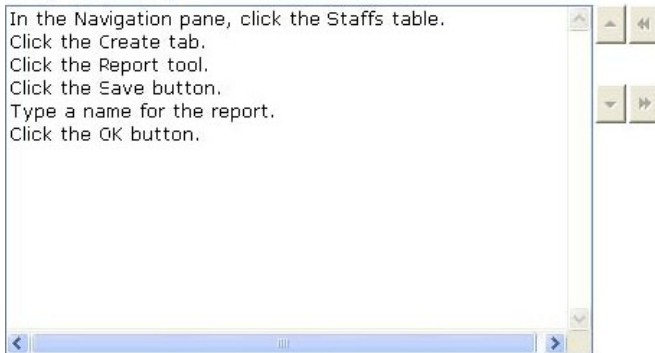 In the Navigation pane, click the Staffs table.
Click the Create tab.
Click the Report tool.
Click the Save button.
Type a name for the report.
Click the OK button.